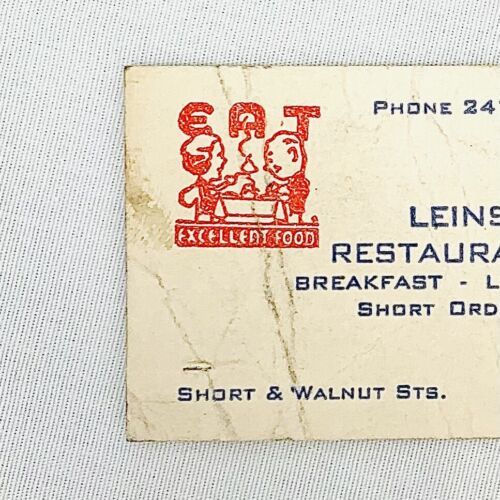 EAT
EXCELLENT FOOD
PHONE 24
LEINS
RESTAURA
BREAKFAST - L
SHORT ORD
SHORT & WALNUT STS.